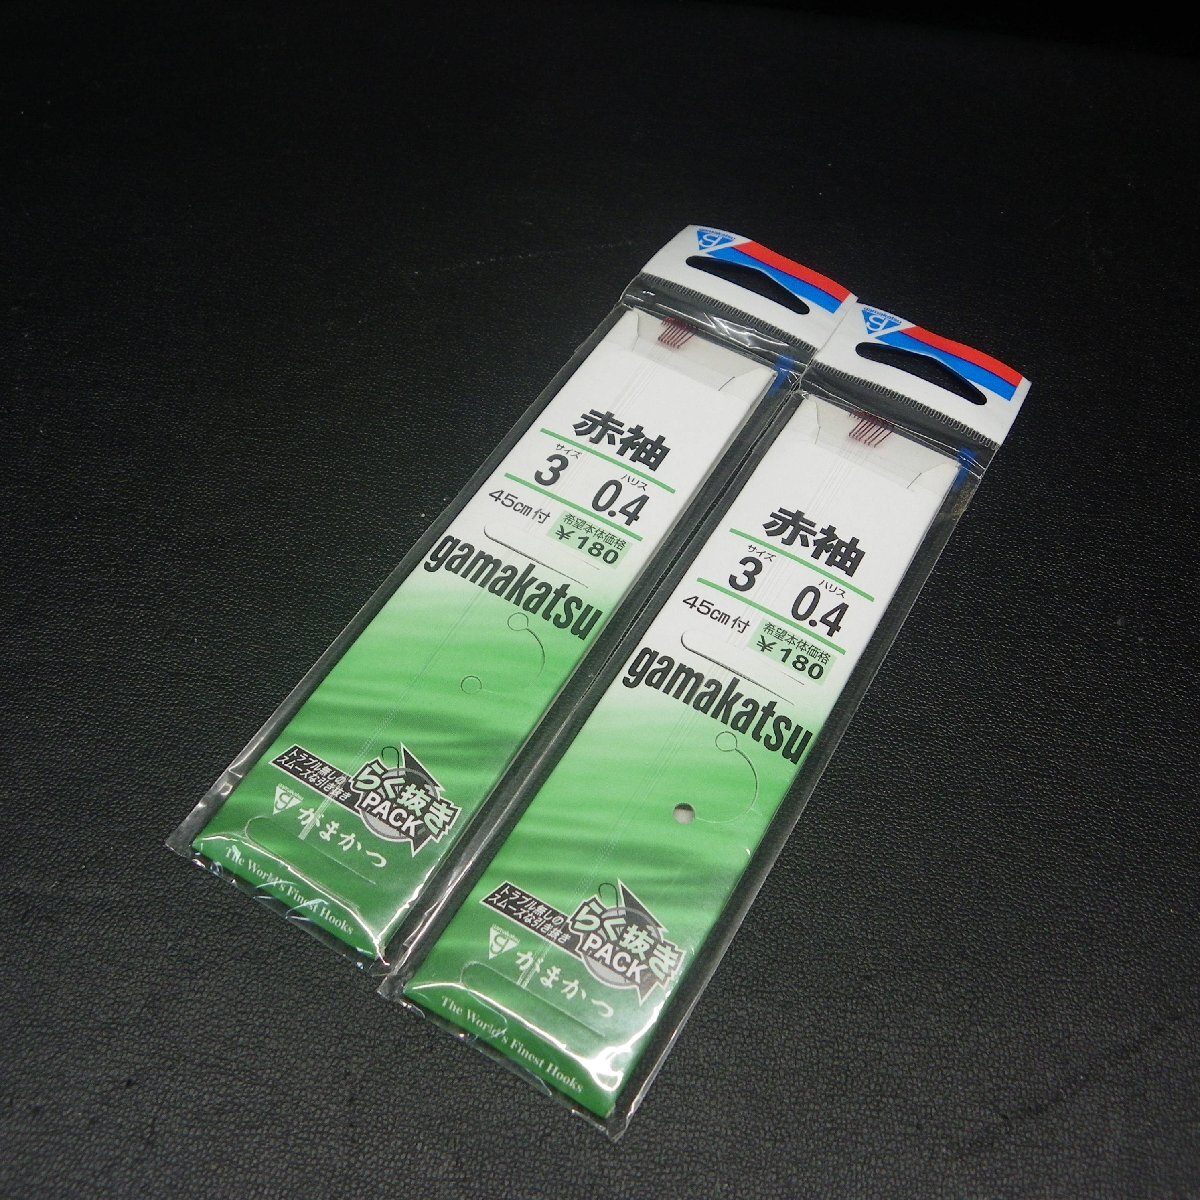 赤袖
サイズ
3
ハリス
0.4
45cm付
希望本体価格
¥180
gamakatsu
トラブル無しの
スムーズな引き抜き
らく抜き
PACK
がまかつ
The World's Finest Hooks
赤袖
サイズ
3
ハリス
0.4
45cm付
希望本体価格
¥180
gamakatsu
トラブル無しの
スムーズな引き抜き
らく抜き
PACK
がまかつ
The World's Finest Hooks